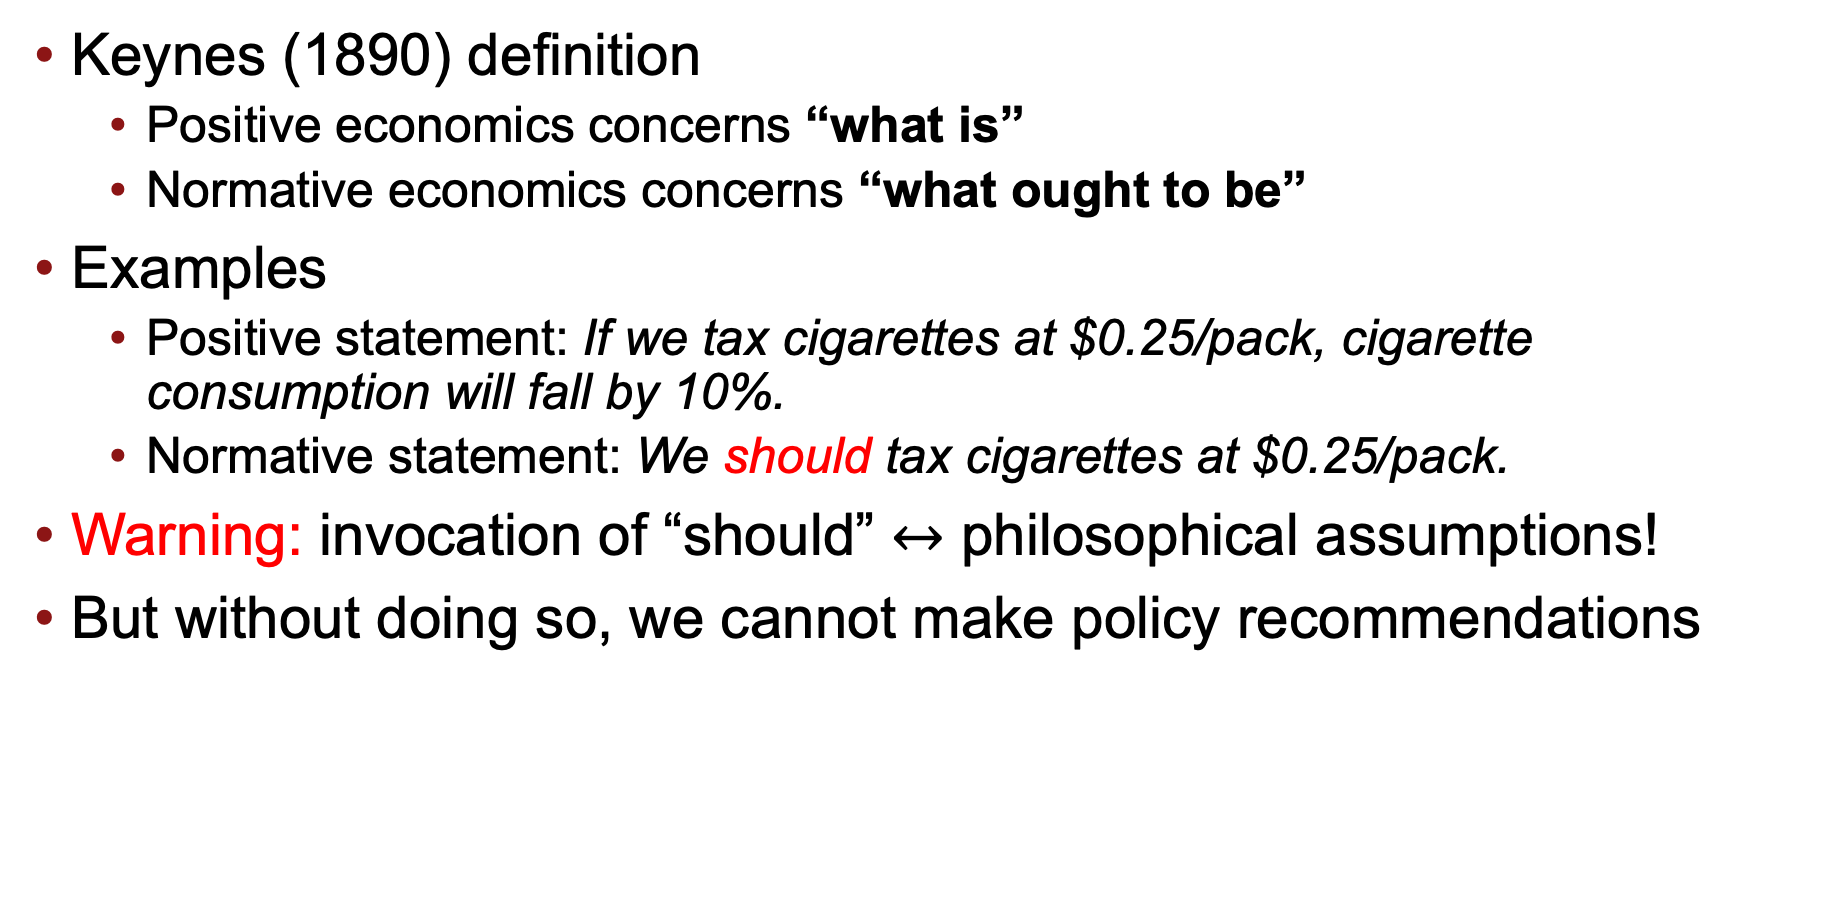 • Keynes (1890) definition
• Positive economics concerns “what is”
• Normative economics concerns “what ought to be”
• Examples
• Positive statement: If we tax cigarettes at $0.25/pack, cigarette
consumption will fall by 10%.
• Normative statement: We should tax cigarettes at $0.25/pack.
• Warning: invocation of “should” ↔ philosophical assumptions!
• But without doing so, we cannot make policy recommendations